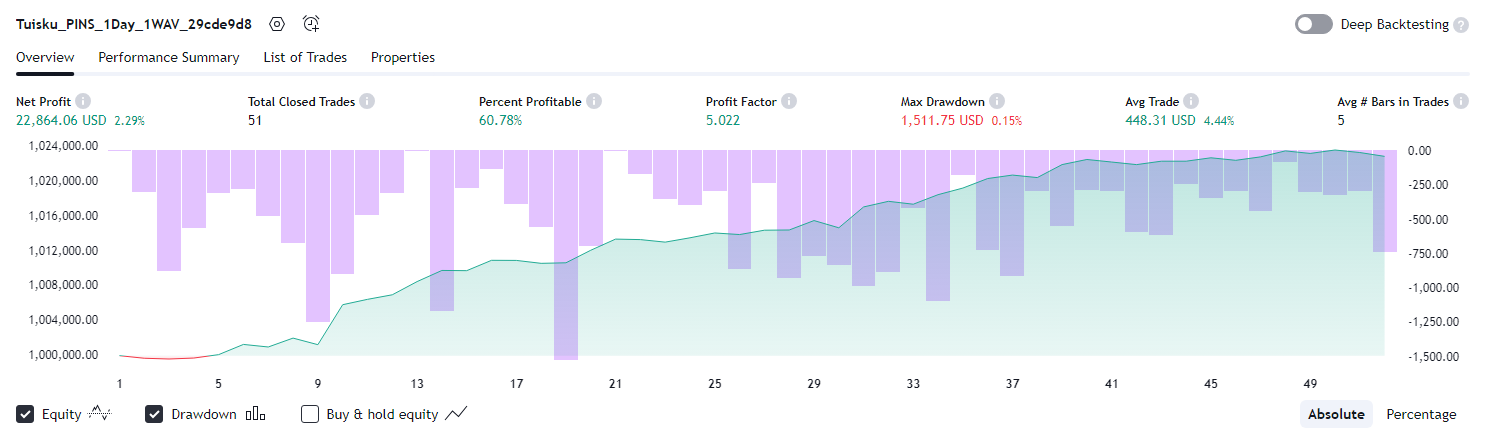 Tuisku_PINS_1Day_1WAV_29cde9d8 Deep Backtesting ?
Overview Performance Summary List of Trades Properties
Net Profit Total Closed Trades Percent Profitable Profit Factor Max Drawdown Avg Trade Avg # Bars in Trades
22,864.06 USD 2.29% 51 60.78% 5.022 1,511.75 USD 0.15% 448.31 USD 4.44% 5
1,024,000.00 0.00
1,020,000.00 -250.00
1,016,000.00 -500.00
1,012,000.00 -750.00
1,008,000.00 -1,000.00
1,004,000.00 -1,250.00
1,000,000.00 -1,500.00
1 5 9 13 17 21 25 29 33 37 41 45 49
Equity Drawdown Buy & hold equity Absolute Percentage